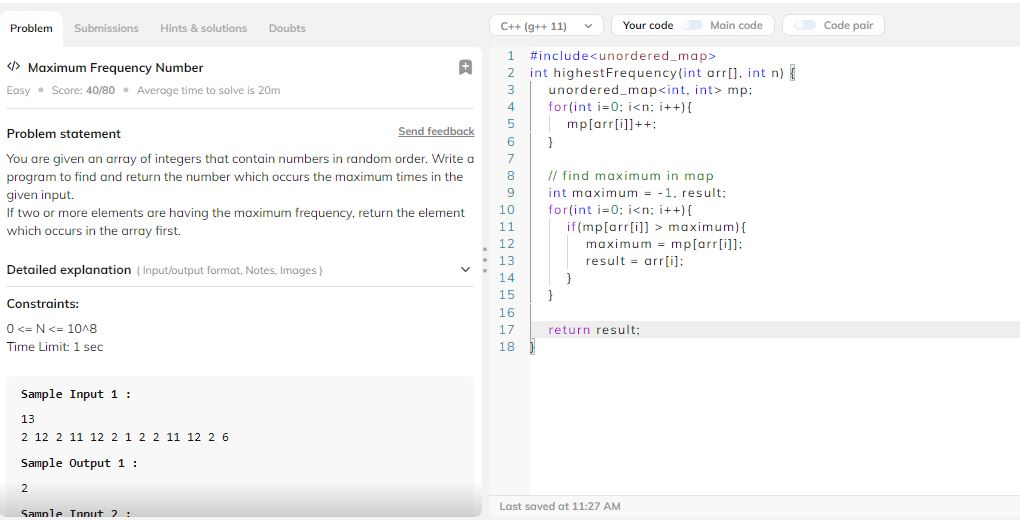 Problem
Submissions
Hints & solutions
Doubts
Maximum Frequency Number
Easy
Score: 40/80
Average time to solve is 20m
Problem statement
Send feedback
You are given an array of integers that contain numbers in random order. Write a
program to find and return the number which occurs the maximum times in the
given input.
If two or more elements are having the maximum frequency, return the element
which occurs in the array first.
Detailed explanation ( Input/output format, Notes, Images )
Constraints:
0 <= N <= 10^8
Time Limit: 1 sec
Sample Input 1 :
13
2 12 2 11 12 2 1 2 2 11 12 2 6
Sample Output 1 :
2
Sample Input 2 :
C++ (g++ 11)
Your code
Main code
Code pair
1 #include<unordered_map>
2 int highestFrequency(int arr[], int n) {
3 unordered_map<int, int> mp;
4 for(int i=0; i<n; i++){
5 mp[arr[i]]++;
6 }
7
8 // find maximum in map
9 int maximum = -1, result;
10 for(int i=0; i<n; i++){
11 if(mp[arr[i]] > maximum){
12 maximum = mp[arr[i]];
13 result = arr[i];
14 }
15 }
16
17 return result;
18 }
Last saved at 11:27 AM